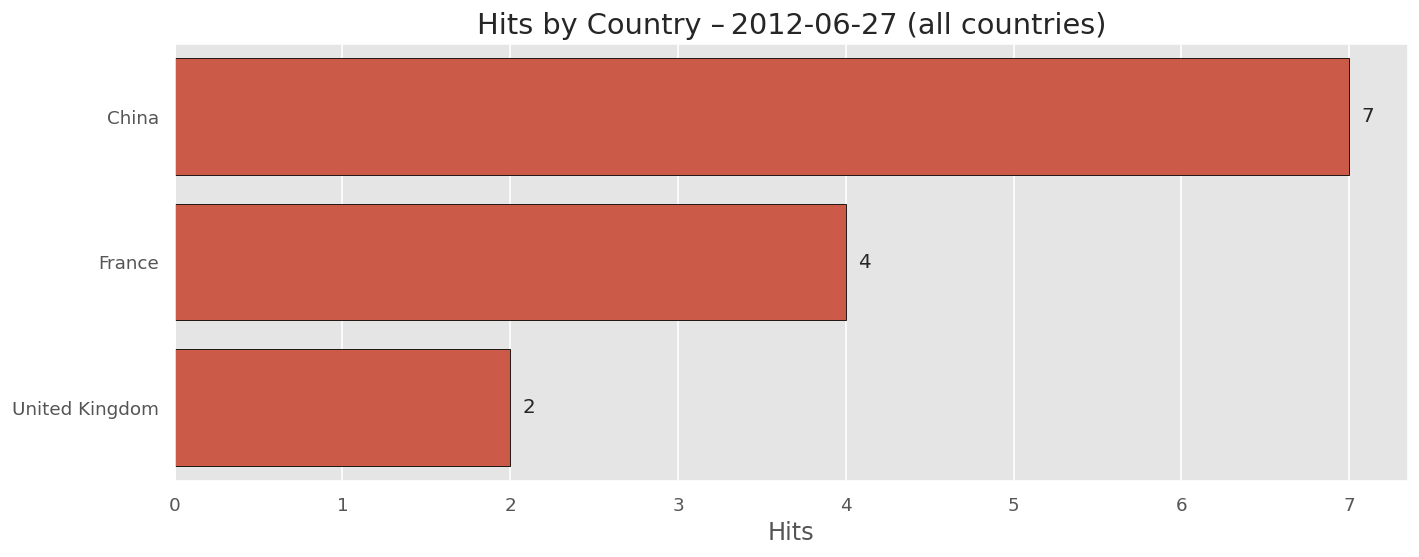 Hits by Country – 2012-06-27 (all countries)
China
7
France
4
United Kingdom
2
0 1 2 3 4 5 6 7
Hits